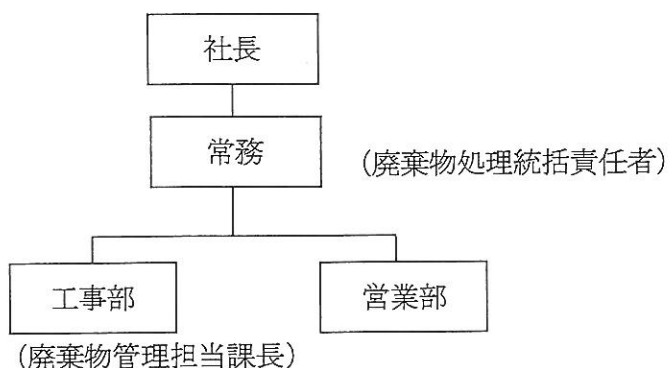 社長
常務
(廃棄物処理統括責任者)
工事部
営業部
(廃棄物管理担当課長)